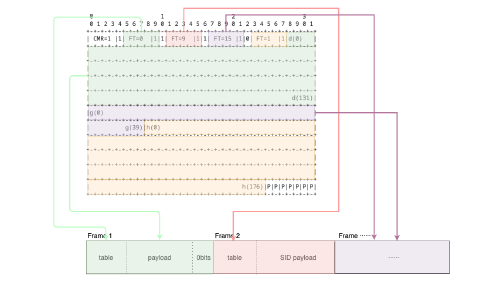 0 1 2 3
0 1 2 3 4 5 6 7 8 9 0 1 2 3 4 5 6 7 8 9 0 1 2 3 4 5 6 7 8 9 0 1
| CMR=1 |1| FT=0 |1|1| FT=9 |1|1| FT=15 |1|0| FT=1 |1|d(0) |
d(131)|
|g(0) |
g(39)|h(0) |
h(176)|P|P|P|P|P|P|P|
Frame 1 Frame 2 Frame ······
table payload 0bits table SID payload ······